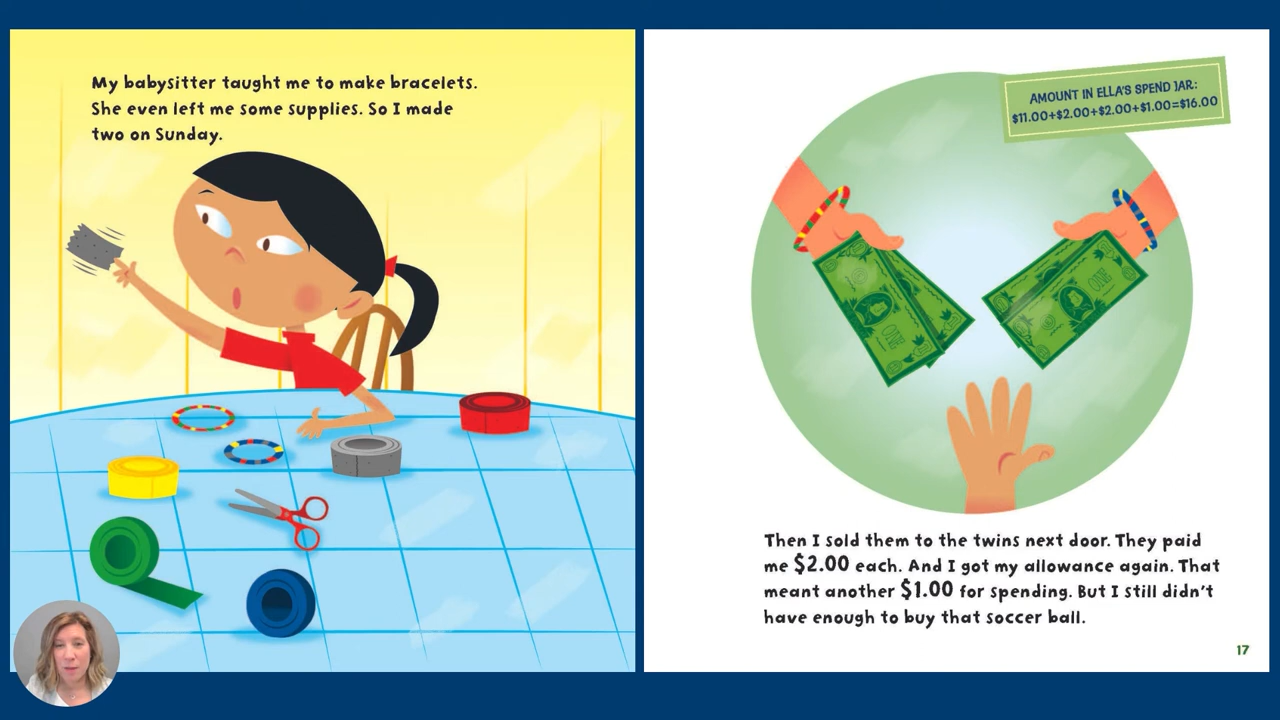 My babysitter taught me to make bracelets.
She even left me some supplies. So I made
two on Sunday.
AMOUNT IN ELLA'S SPEND JAR:
$11.00+$2.00+$2.00+$1.00=$16.00
ONE
ONE
ONE
Then I sold them to the twins next door. They paid
me $2.00 each. And I got my allowance again. That
meant another $1.00 for spending. But I still didn't
have enough to buy that soccer ball.
17